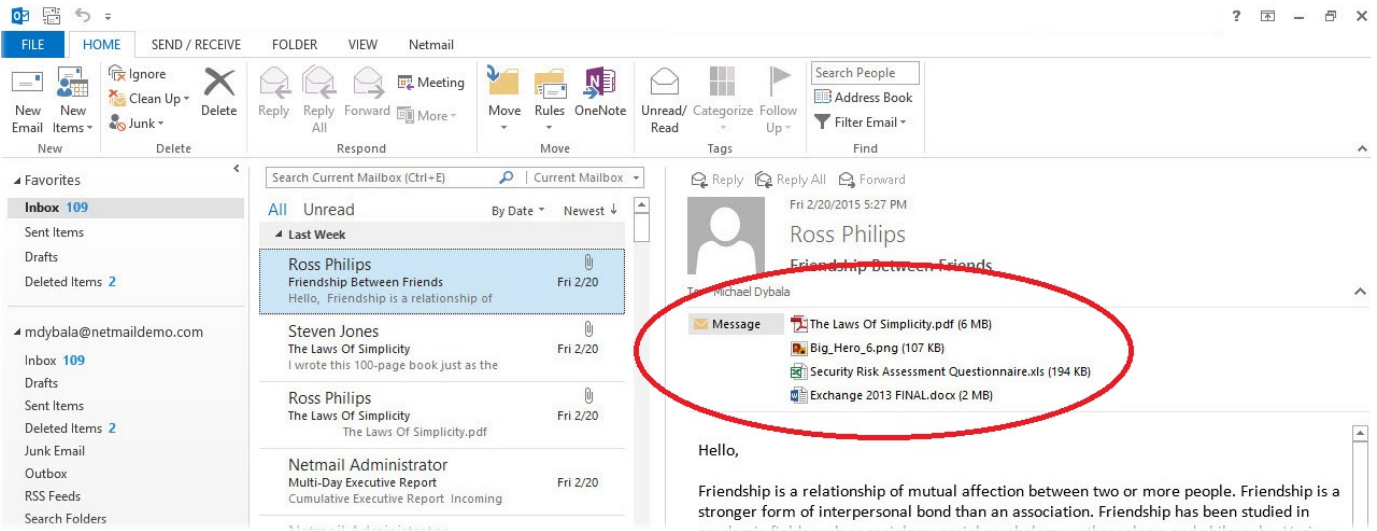 ?
FILE HOME SEND / RECEIVE FOLDER VIEW Netmail
New Email
New Items
Ignore
Clean Up
Junk
Delete
Reply
Reply All
Forward
Meeting
More
Move
Rules
OneNote
Unread/ Read
Categorize
Follow Up
Search People
Address Book
Filter Email
New Delete Respond Move Tags Find
Favorites
Inbox 109
Sent Items
Drafts
Deleted Items 2
mdybala@netmaildemo.com
Inbox 109
Drafts
Sent Items
Deleted Items 2
Junk Email
Outbox
RSS Feeds
Search Folders
Search Current Mailbox (Ctrl+E) Current Mailbox
All Unread By Date Newest ↓
Last Week
Ross Philips
Friendship Between Friends Fri 2/20
Hello, Friendship is a relationship of
Steven Jones
The Laws Of Simplicity Fri 2/20
I wrote this 100-page book just as the
Ross Philips
The Laws Of Simplicity Fri 2/20
The Laws Of Simplicity.pdf
Netmail Administrator
Multi-Day Executive Report Fri 2/20
Cumulative Executive Report Incoming
Reply Reply All Forward
Fri 2/20/2015 5:27 PM
Ross Philips
Friendship Between Friends
Michael Dybala
Message
The Laws Of Simplicity.pdf (6 MB)
Big_Hero_6.png (107 KB)
Security Risk Assessment Questionnaire.xls (194 KB)
Exchange 2013 FINAL.docx (2 MB)
Hello,
Friendship is a relationship of mutual affection between two or more people. Friendship is a
stronger form of interpersonal bond than an association. Friendship has been studied in